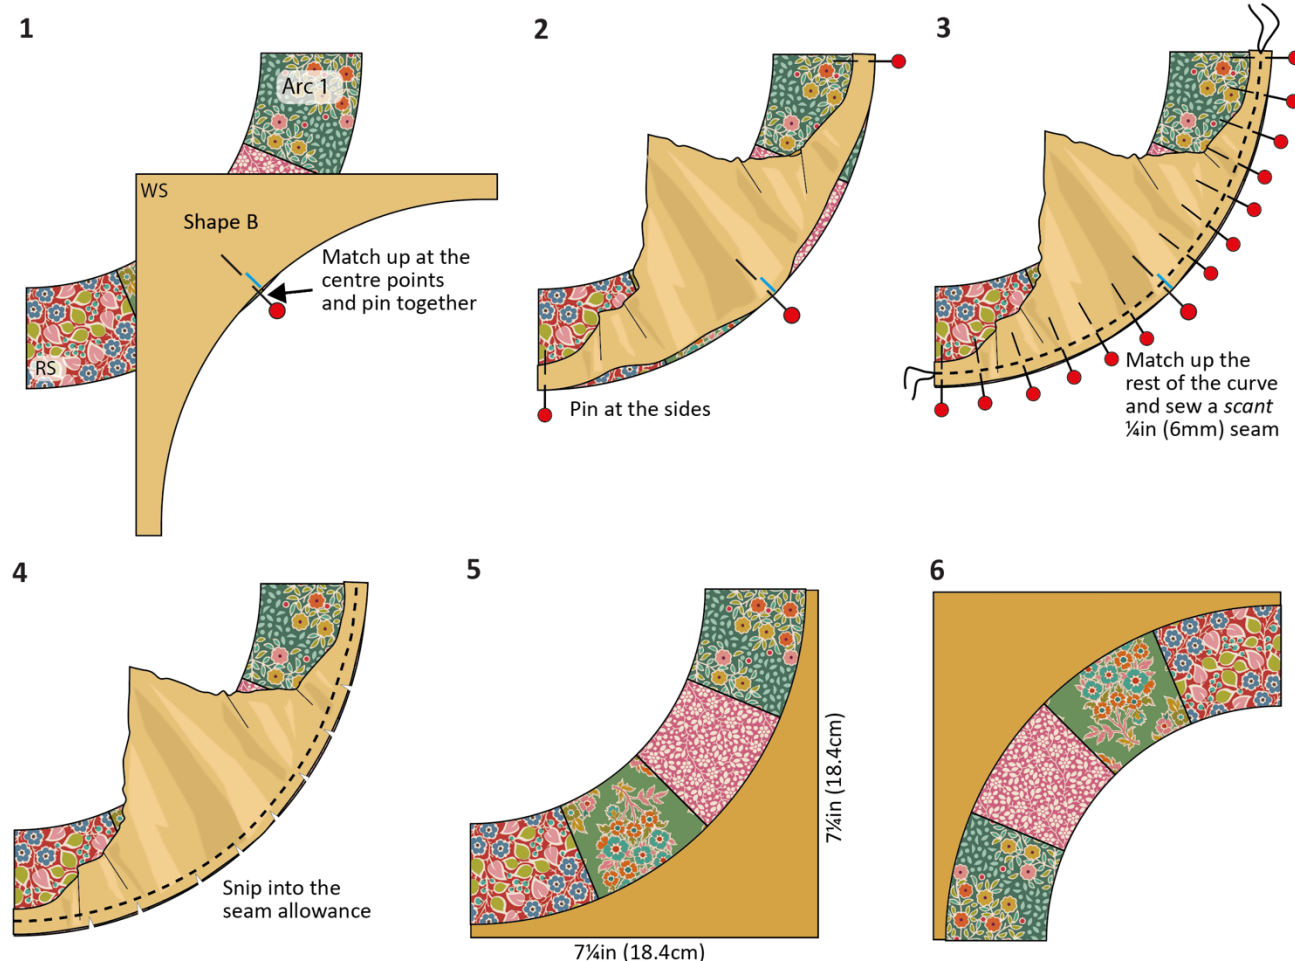 1
Arc 1
WS
Shape B
Match up at the
centre points
and pin together
RS
2
Pin at the sides
3
Match up the
rest of the curve
and sew a scant
¼in (6mm) seam
4
Snip into the
seam allowance
5
7¼in (18.4cm)
7¼in (18.4cm)
6